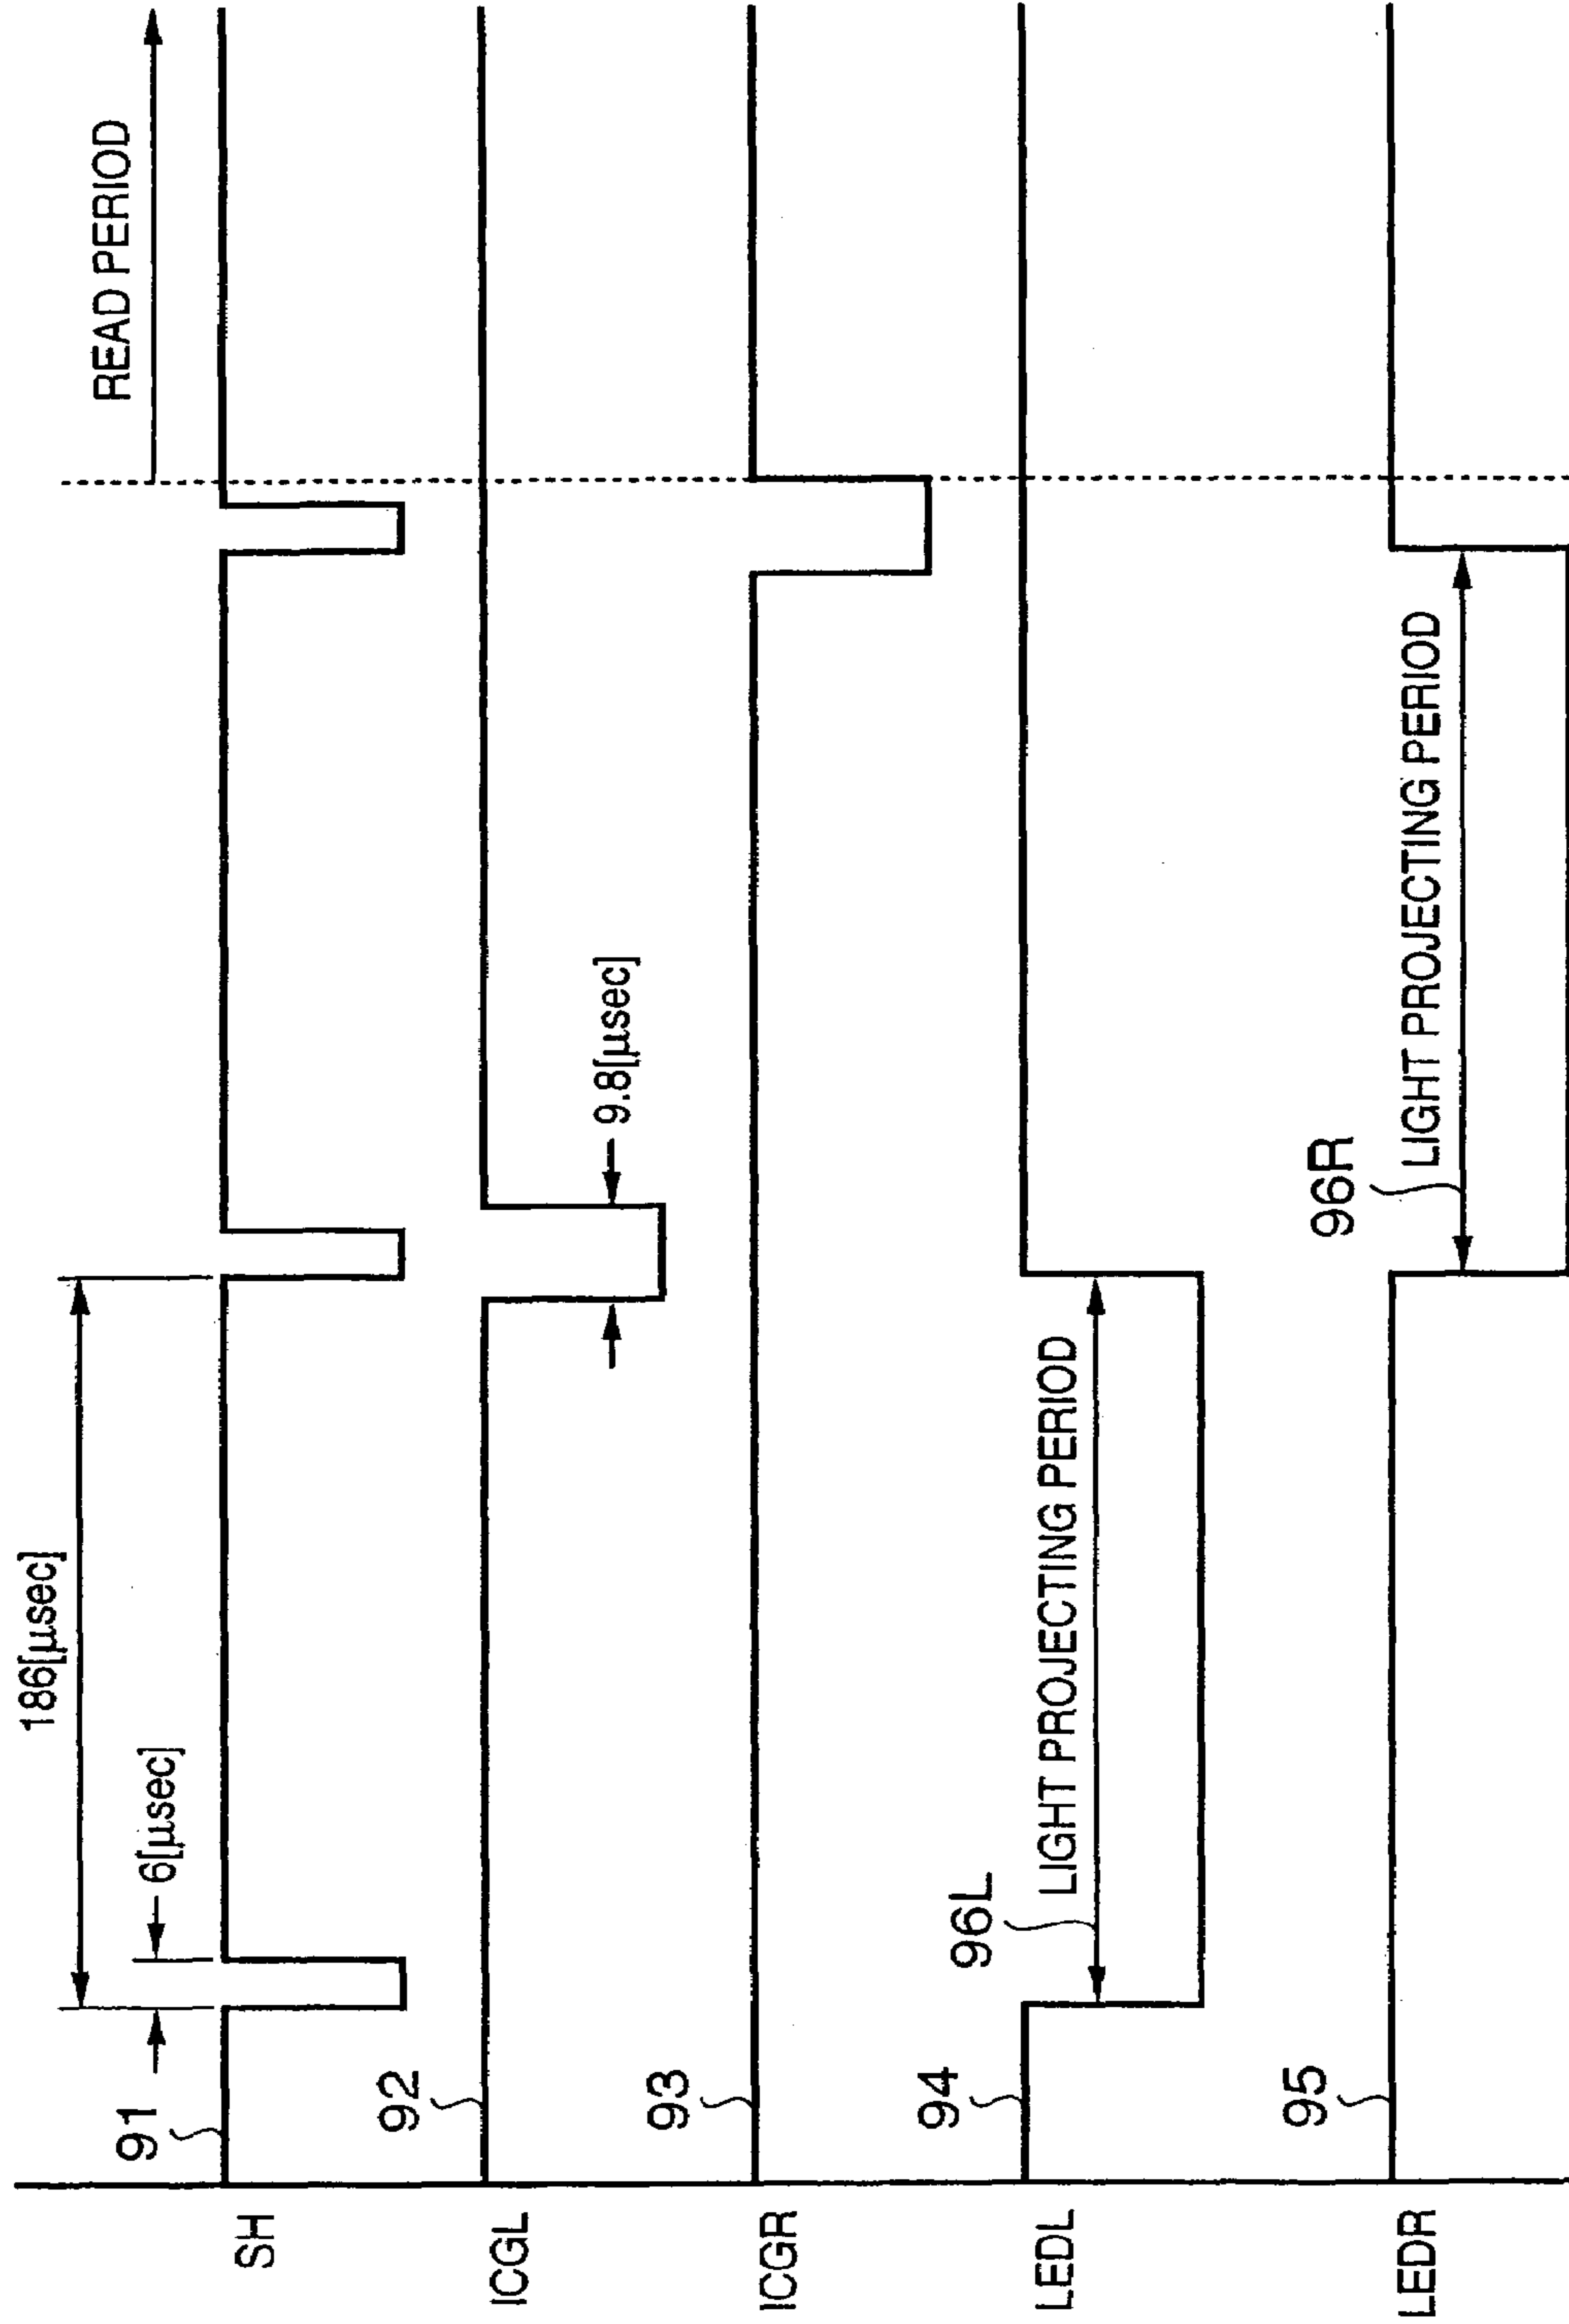 186[μsec]
READ PERIOD
6[μsec]
91
SH
92
ICGL
9.8[μsec]
93
ICGR
96L
LIGHT PROJECTING PERIOD
94
LEDL
96R
LIGHT PROJECTING PERIOD
95
LEDR